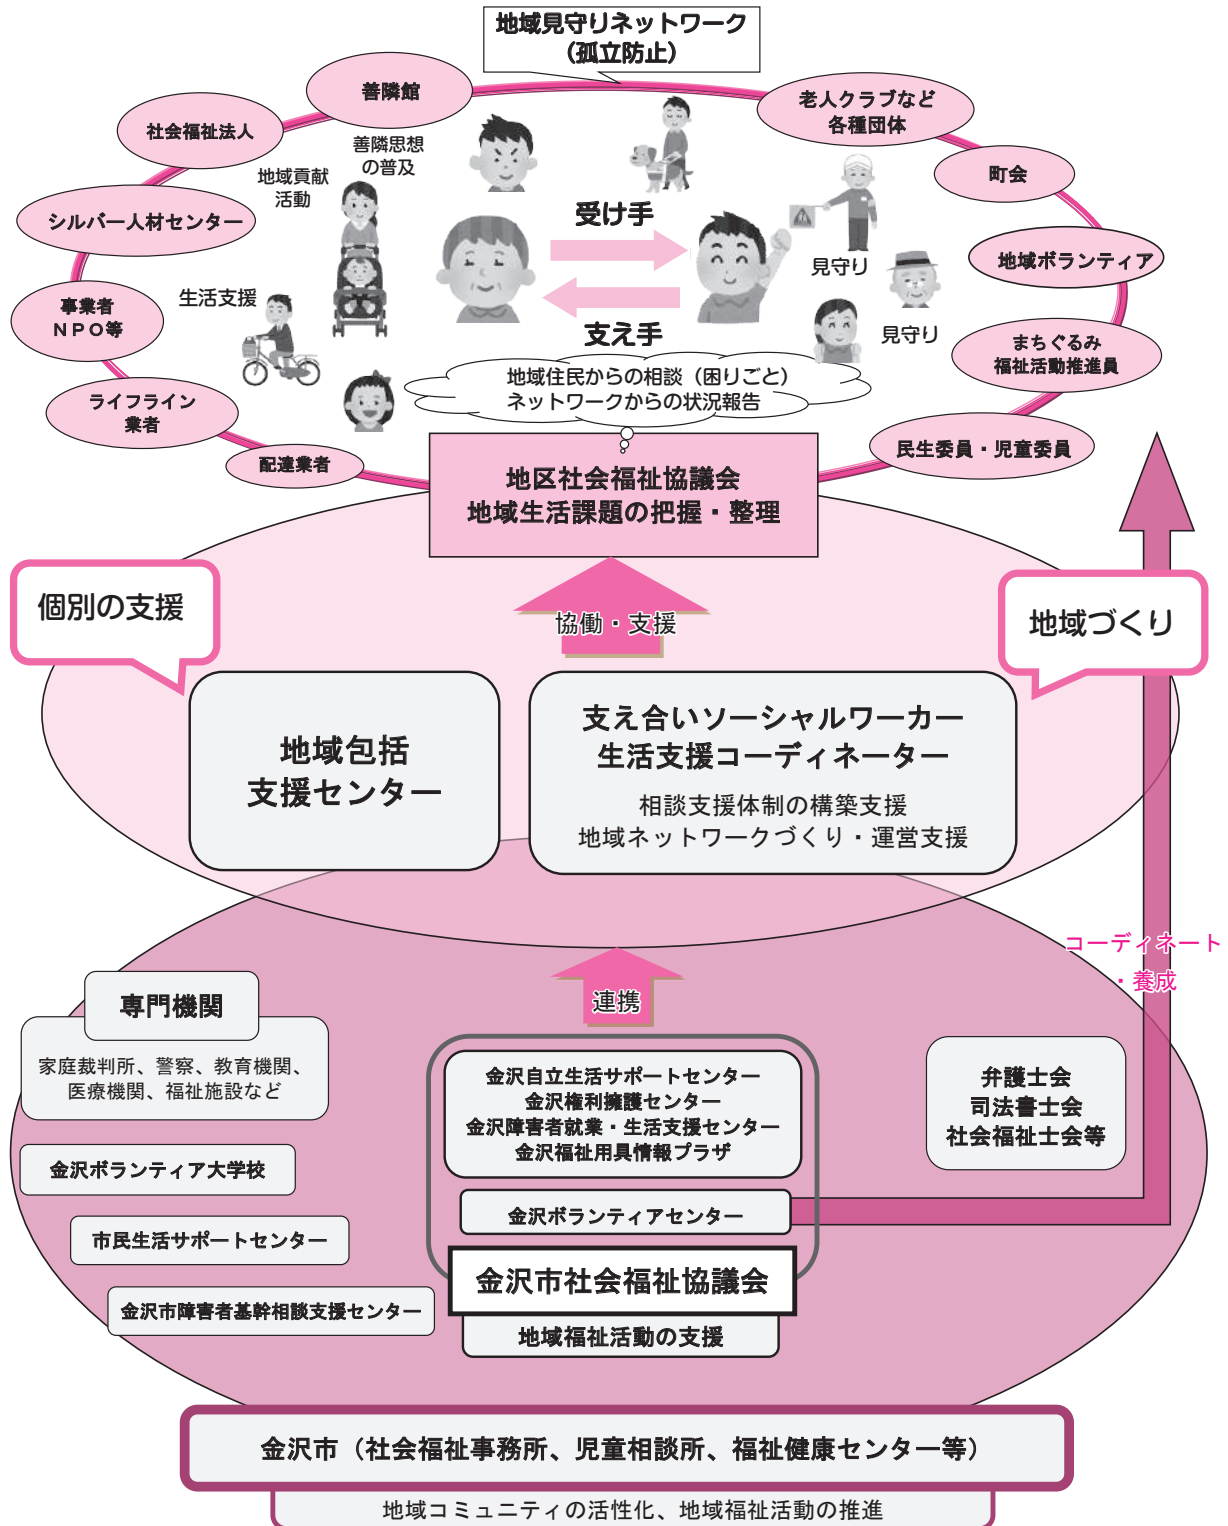 地域見守りネットワーク
（孤立防止）
善隣館
老人クラブなど
各種団体
社会福祉法人
善隣思想
の普及
町会
地域貢献
活動
シルバー人材センター
受け手
地域ボランティア
見守り
生活支援
事業者
ＮＰＯ等
支え手
見守り
まちぐるみ
福祉活動推進員
地域住民からの相談（困りごと）
ネットワークからの状況報告
ライフライン
業者
民生委員・児童委員
配達業者
地区社会福祉協議会
地域生活課題の把握・整理
個別の支援
地域づくり
協働・支援
地域包括
支援センター
支え合いソーシャルワーカー
生活支援コーディネーター
相談支援体制の構築支援
地域ネットワークづくり・運営支援
コーディネート
・養成
連携
専門機関
家庭裁判所、警察、教育機関、
医療機関、福祉施設など
金沢自立生活サポートセンター
金沢権利擁護センター
金沢障害者就業・生活支援センター
金沢福祉用具情報プラザ
弁護士会
司法書士会
社会福祉士会等
金沢ボランティア大学校
金沢ボランティアセンター
市民生活サポートセンター
金沢市社会福祉協議会
金沢市障害者基幹相談支援センター
地域福祉活動の支援
金沢市（社会福祉事務所、児童相談所、福祉健康センター等）
地域コミュニティの活性化、地域福祉活動の推進